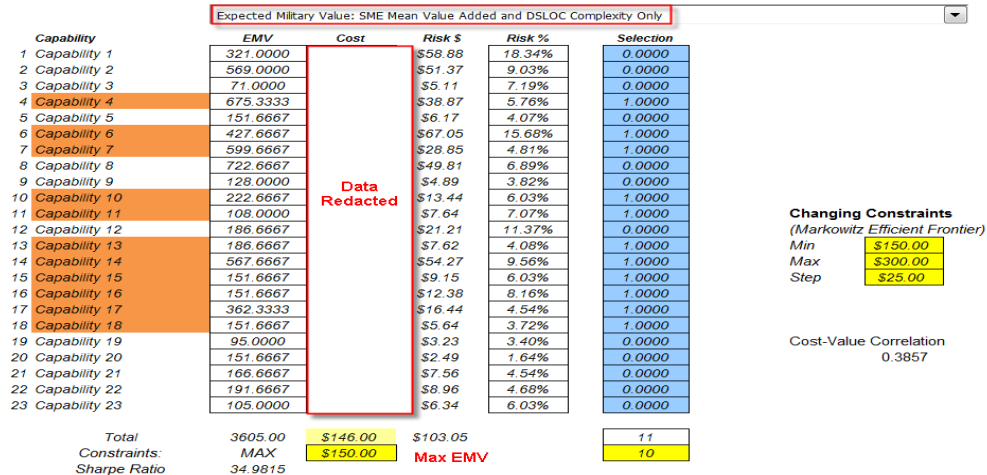 Expected Military Value: SME Mean Value Added and DSLOC Complexity Only
Capability EMV Cost Risk $ Risk % Selection
1 Capability 1 321.0000 $58.88 18.34% 0.0000
2 Capability 2 569.0000 $51.37 9.03% 0.0000
3 Capability 3 71.0000 $5.11 7.19% 0.0000
4 Capability 4 675.3333 $38.87 5.76% 1.0000
5 Capability 5 151.6667 $6.17 4.07% 0.0000
6 Capability 6 427.6667 $67.05 15.68% 1.0000
7 Capability 7 599.6667 $28.85 4.81% 1.0000
8 Capability 8 722.6667 $49.81 6.89% 0.0000
9 Capability 9 128.0000 $4.89 3.82% 0.0000
Data Redacted
10 Capability 10 222.6667 $13.44 6.03% 1.0000
11 Capability 11 108.0000 $7.64 7.07% 1.0000
12 Capability 12 186.6667 $21.21 11.37% 0.0000
13 Capability 13 186.6667 $7.62 4.08% 1.0000
14 Capability 14 567.6667 $54.27 9.56% 1.0000
15 Capability 15 151.6667 $9.15 6.03% 1.0000
16 Capability 16 151.6667 $12.38 8.16% 1.0000
17 Capability 17 362.3333 $16.44 4.54% 1.0000
18 Capability 18 151.6667 $5.64 3.72% 1.0000
19 Capability 19 95.0000 $3.23 3.40% 0.0000
20 Capability 20 151.6667 $2.49 1.64% 0.0000
21 Capability 21 166.6667 $7.56 4.54% 0.0000
22 Capability 22 191.6667 $8.96 4.68% 0.0000
23 Capability 23 105.0000 $6.34 6.03% 0.0000
Total 3605.00 $146.00 $103.05 11
Constraints: MAX $150.00 Max EMV 10
Sharpe Ratio 34.9815
Changing Constraints
(Markowitz Efficient Frontier)
Min $150.00
Max $300.00
Step $25.00
Cost-Value Correlation
0.3857